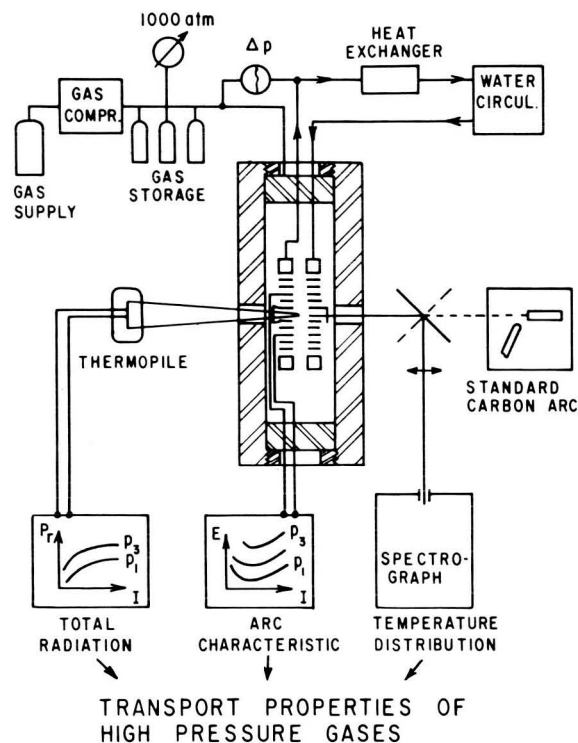 1000 atm
Δp
HEAT
EXCHANGER
WATER
CIRCUL.
GAS
COMPR.
GAS
SUPPLY
GAS
STORAGE
THERMOPILE
STANDARD
CARBON ARC
Pr
p3
p1
I
E
p3
p1
I
SPECTRO-
GRAPH
TOTAL
RADIATION
ARC
CHARACTERISTIC
TEMPERATURE
DISTRIBUTION
TRANSPORT PROPERTIES OF
HIGH PRESSURE GASES